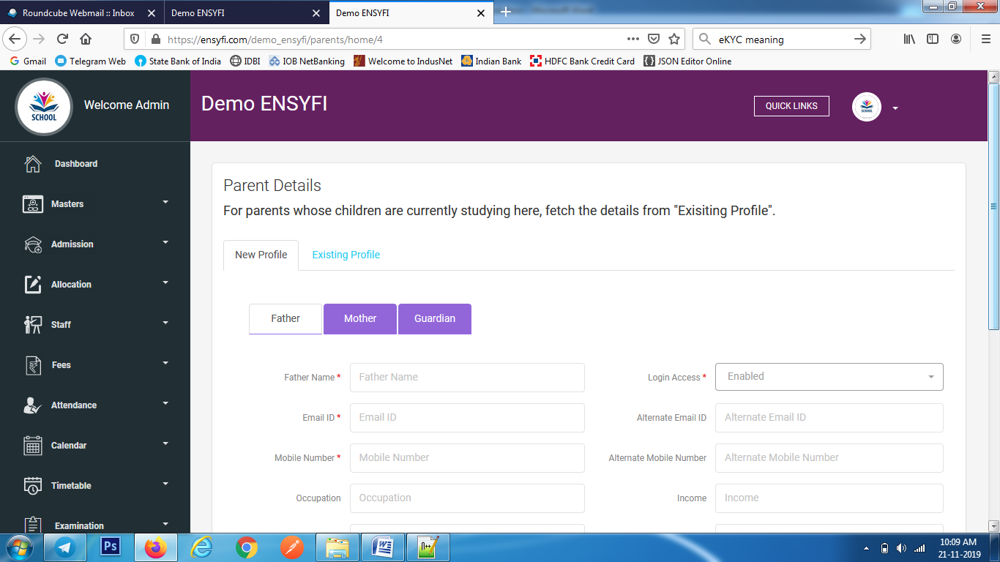 Roundcube Webmail :: Inbox
Demo ENSYFI
Demo ENSYFI
https://ensyfi.com/demo_ensyfi/parents/home/4
eKYC meaning
Gmail
Telegram Web
State Bank of India
IDBI
IOB NetBanking
Welcome to IndusNet
Indian Bank
HDFC Bank Credit Card
JSON Editor Online
SCHOOL
Welcome Admin
Demo ENSYFI
QUICK LINKS
SCHOOL
Dashboard
Masters
Admission
Allocation
Staff
Fees
Attendance
Calendar
Timetable
Examination
Parent Details
For parents whose children are currently studying here, fetch the details from "Exisiting Profile".
New Profile
Existing Profile
Father
Mother
Guardian
Father Name *
Father Name
Login Access *
Enabled
Email ID *
Email ID
Alternate Email ID
Alternate Email ID
Mobile Number *
Mobile Number
Alternate Mobile Number
Alternate Mobile Number
Occupation
Occupation
Income
Income
Ps
10:09 AM
21-11-2019